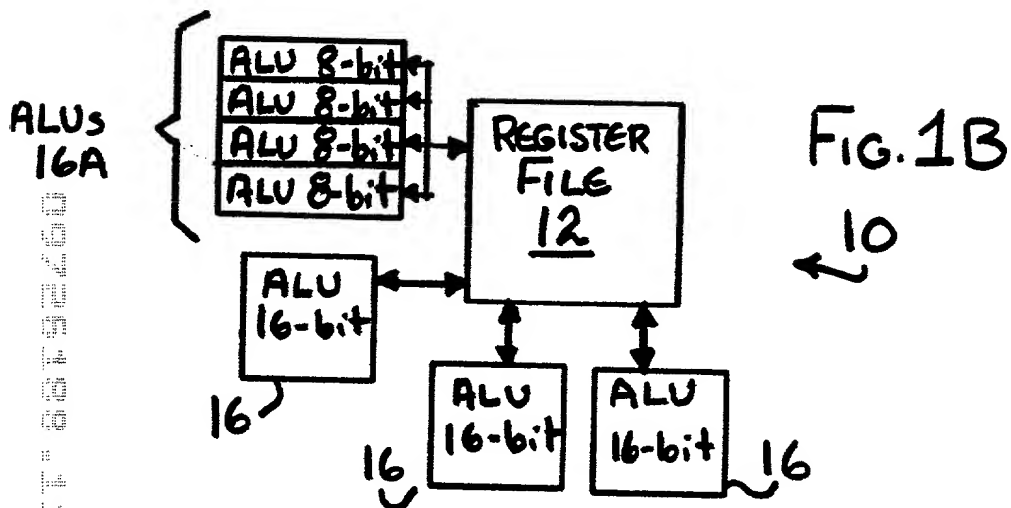 ALU 8-bit
ALU 8-bit
ALU 8-bit
ALU 8-bit
ALUs
16A
REGISTER
FILE
12
FIG. 1B
10
ALU
16-bit
16
ALU
16-bit
16
ALU
16-bit
16